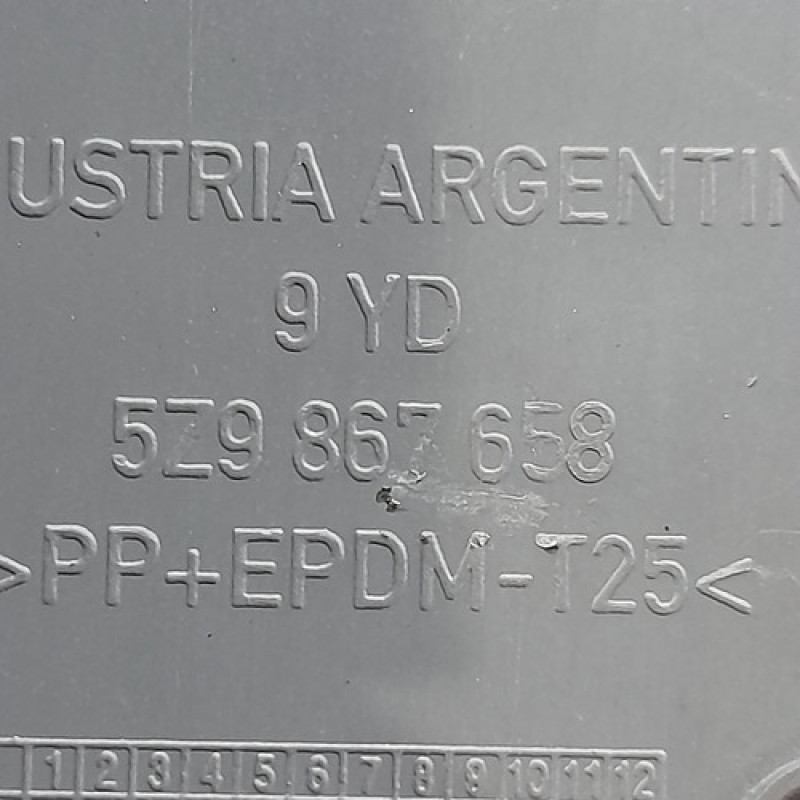 USTRIA ARGENTIN
9 YD
5Z9 867 658
>PP+EPDM-T25<
1 2 3 4 5 6 7 8 9 10 11 12